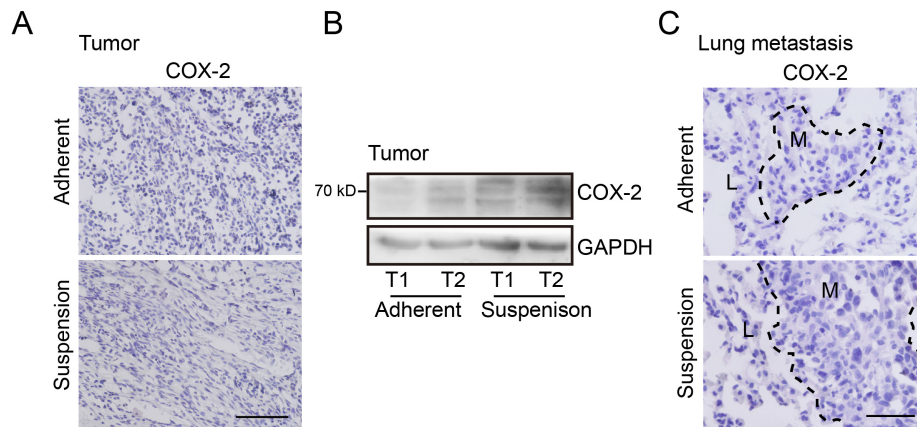 A
Tumor
COX-2
Adherent
Suspension
B
Tumor
70 kD
COX-2
GAPDH
T1 T2 T1 T2
Adherent Suspenison
C
Lung metastasis
COX-2
Adherent
M
L
Suspension
M
L